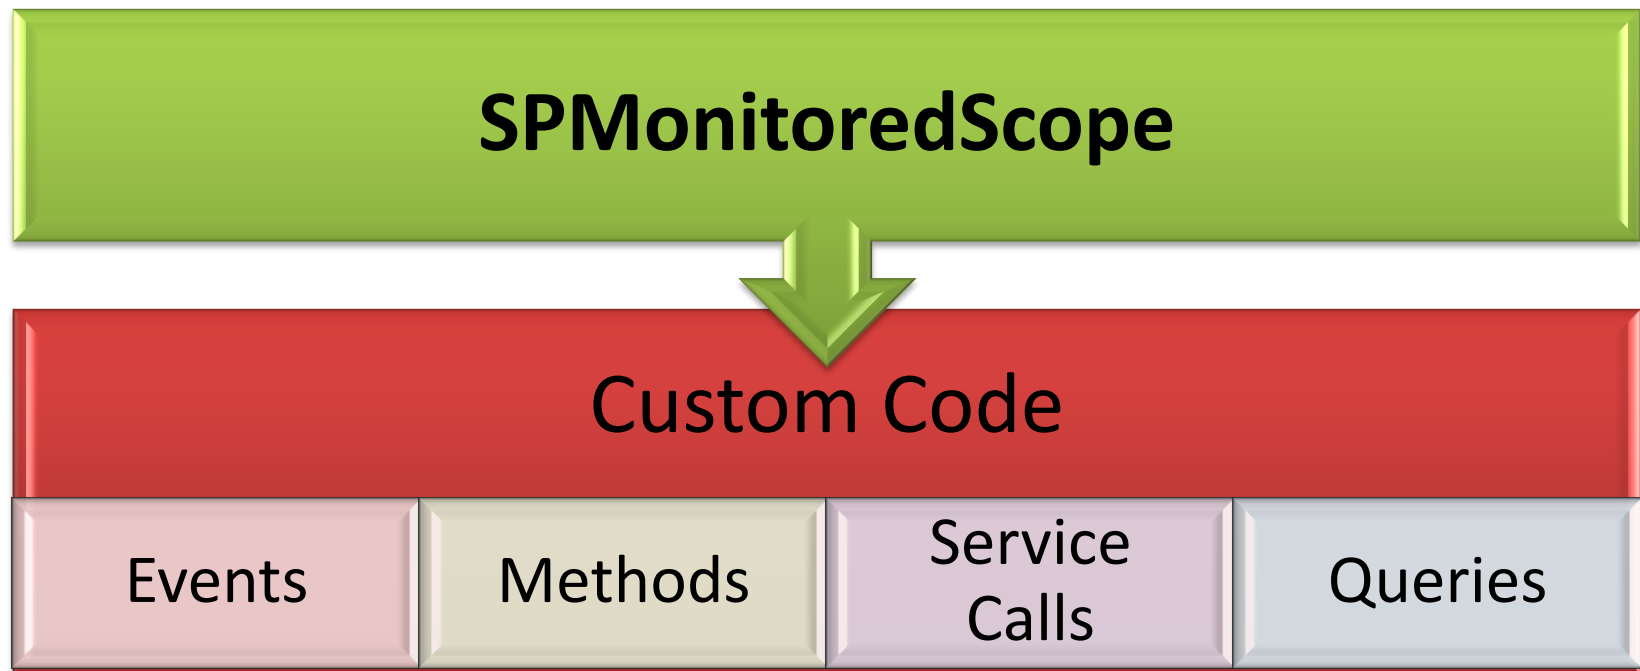 SPMonitoredScope
Custom Code
Events
Methods
Service
Calls
Queries